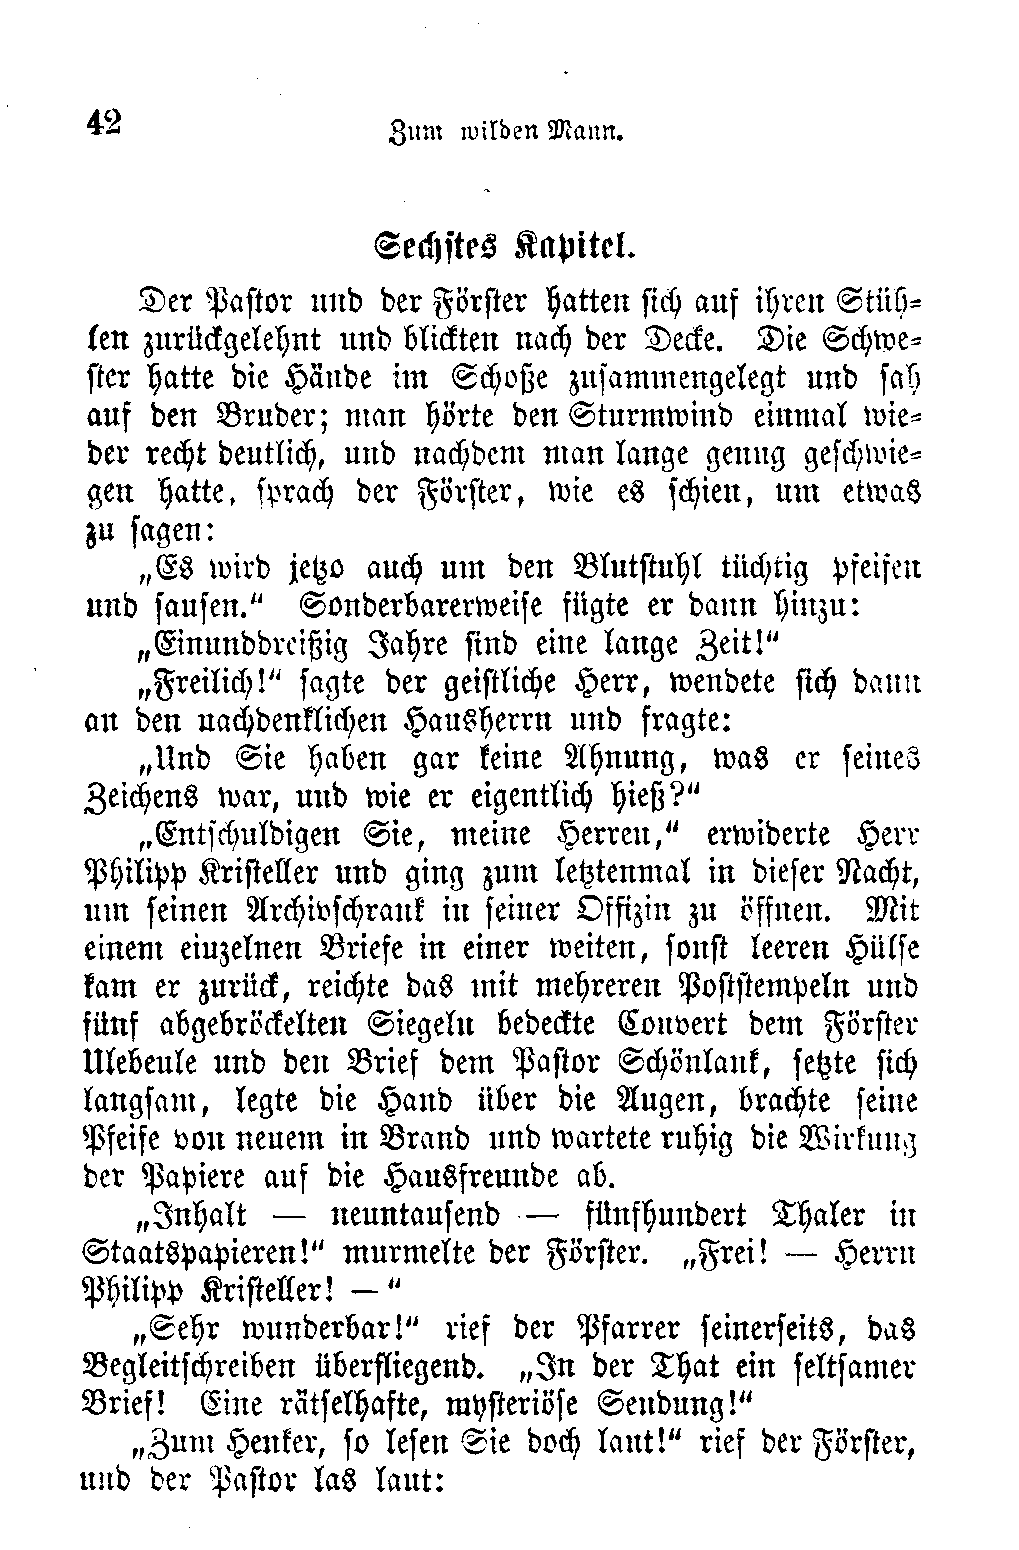 42
Zum wilden Mann.
Sechstes Kapitel.
Der Pastor und der Förster hatten sich auf ihren Stüh-
len zurückgelehnt und blickten nach der Decke. Die Schwe-
ster hatte die Hände im Schoße zusammengelegt und sah
auf den Bruder; man hörte den Sturmwind einmal wie-
der recht deutlich, und nachdem man lange genug geschwie-
gen hatte, sprach der Förster, wie es schien, um etwas
zu sagen:
„Es wird jetzo auch um den Blutstuhl tüchtig pfeifen
und sausen.“ Sonderbarerweise fügte er dann hinzu:
„Einunddreißig Jahre sind eine lange Zeit!“
„Freilich!“ sagte der geistliche Herr, wendete sich dann
an den nachdenklichen Hausherrn und fragte:
„Und Sie haben gar keine Ahnung, was er seines
Zeichens war, und wie er eigentlich hieß?“
„Entschuldigen Sie, meine Herren,“ erwiderte Herr
Philipp Kristeller und ging zum letztenmal in dieser Nacht,
um seinen Archivschrank in seiner Offizin zu öffnen. Mit
einem einzelnen Briefe in einer weiten, sonst leeren Hülse
kam er zurück, reichte das mit mehreren Poststempeln und
fünf abgebröckelten Siegeln bedeckte Couvert dem Förster
Ulebeule und den Brief dem Pastor Schönlank, setzte sich
langsam, legte die Hand über die Augen, brachte seine
Pfeife von neuem in Brand und wartete ruhig die Wirkung
der Papiere auf die Hausfreunde ab.
„Inhalt — neuntausend — fünfhundert Thaler in
Staatspapieren!“ murmelte der Förster. „Frei! — Herrn
Philipp Kristeller! — “
„Sehr wunderbar!“ rief der Pfarrer seinerseits, das
Begleitschreiben überfliegend. „In der That ein seltsamer
Brief! Eine rätselhafte, mysteriöse Sendung!“
„Zum Henker, so lesen Sie doch laut!“ rief der Förster,
und der Pastor las laut: